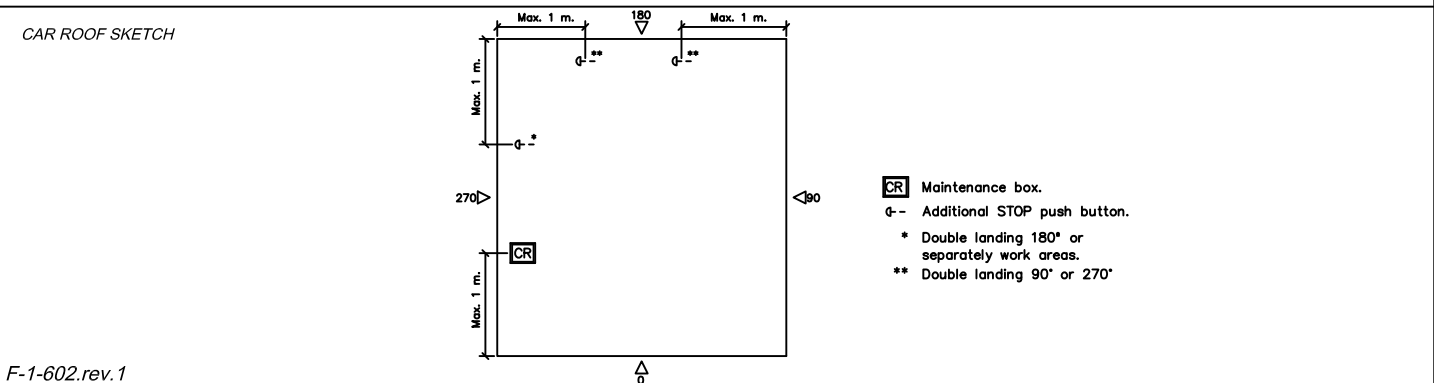 CAR ROOF SKETCH
Max. 1 m.
180
Max. 1 m.
**
**
Max. 1 m.
*
270
90
CR
Max. 1 m.
0
CR Maintenance box.
Additional STOP push button.
* Double landing 180° or
separately work areas.
** Double landing 90° or 270°
F-1-602.rev.1